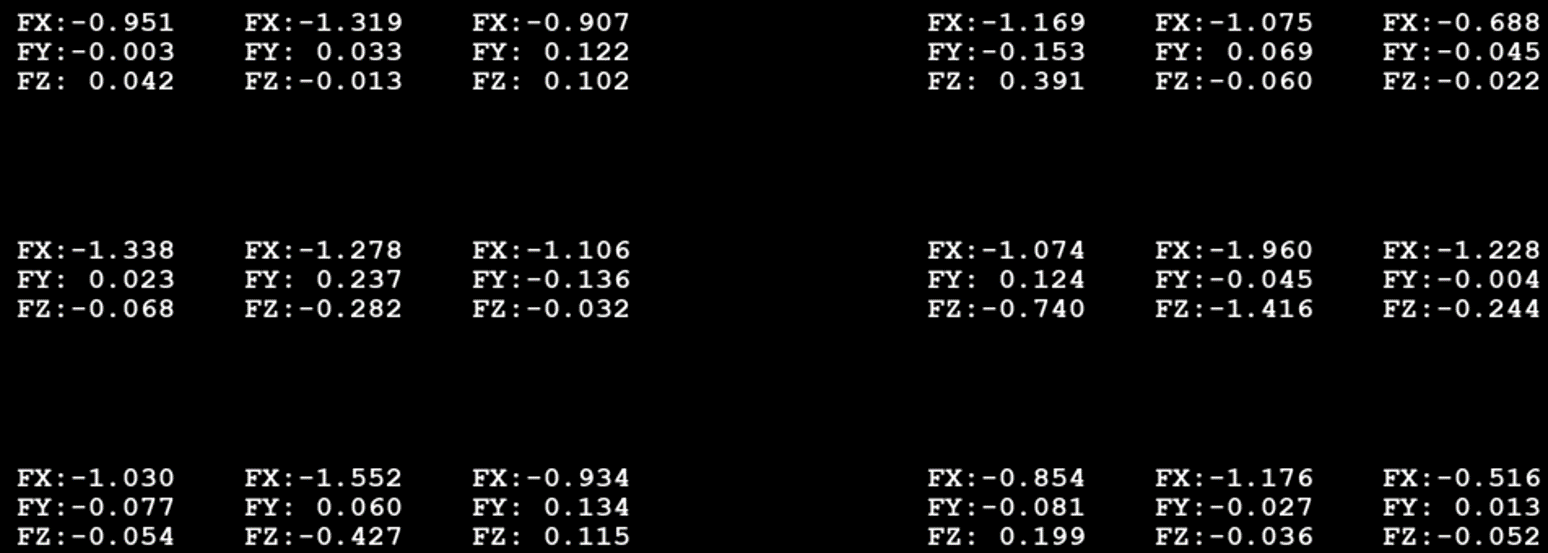 FX:-0.951 FX:-1.319 FX:-0.907 FX:-1.169 FX:-1.075 FX:-0.688
FY:-0.003 FY: 0.033 FY: 0.122 FY:-0.153 FY: 0.069 FY:-0.045
FZ: 0.042 FZ:-0.013 FZ: 0.102 FZ: 0.391 FZ:-0.060 FZ:-0.022
FX:-1.338 FX:-1.278 FX:-1.106 FX:-1.074 FX:-1.960 FX:-1.228
FY: 0.023 FY: 0.237 FY:-0.136 FY: 0.124 FY:-0.045 FY:-0.004
FZ:-0.068 FZ:-0.282 FZ:-0.032 FZ:-0.740 FZ:-1.416 FZ:-0.244
FX:-1.030 FX:-1.552 FX:-0.934 FX:-0.854 FX:-1.176 FX:-0.516
FY:-0.077 FY: 0.060 FY: 0.134 FY:-0.081 FY:-0.027 FY: 0.013
FZ:-0.054 FZ:-0.427 FZ: 0.115 FZ: 0.199 FZ:-0.036 FZ:-0.052